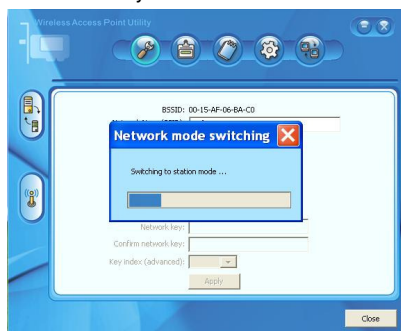 Wireless Access Point Utility
BSSID: 00-15-AF-06-BA-C0
Network mode switching
Switching to station mode ...
Network key:
Confirm network key:
Key index (advanced):
Apply
Close